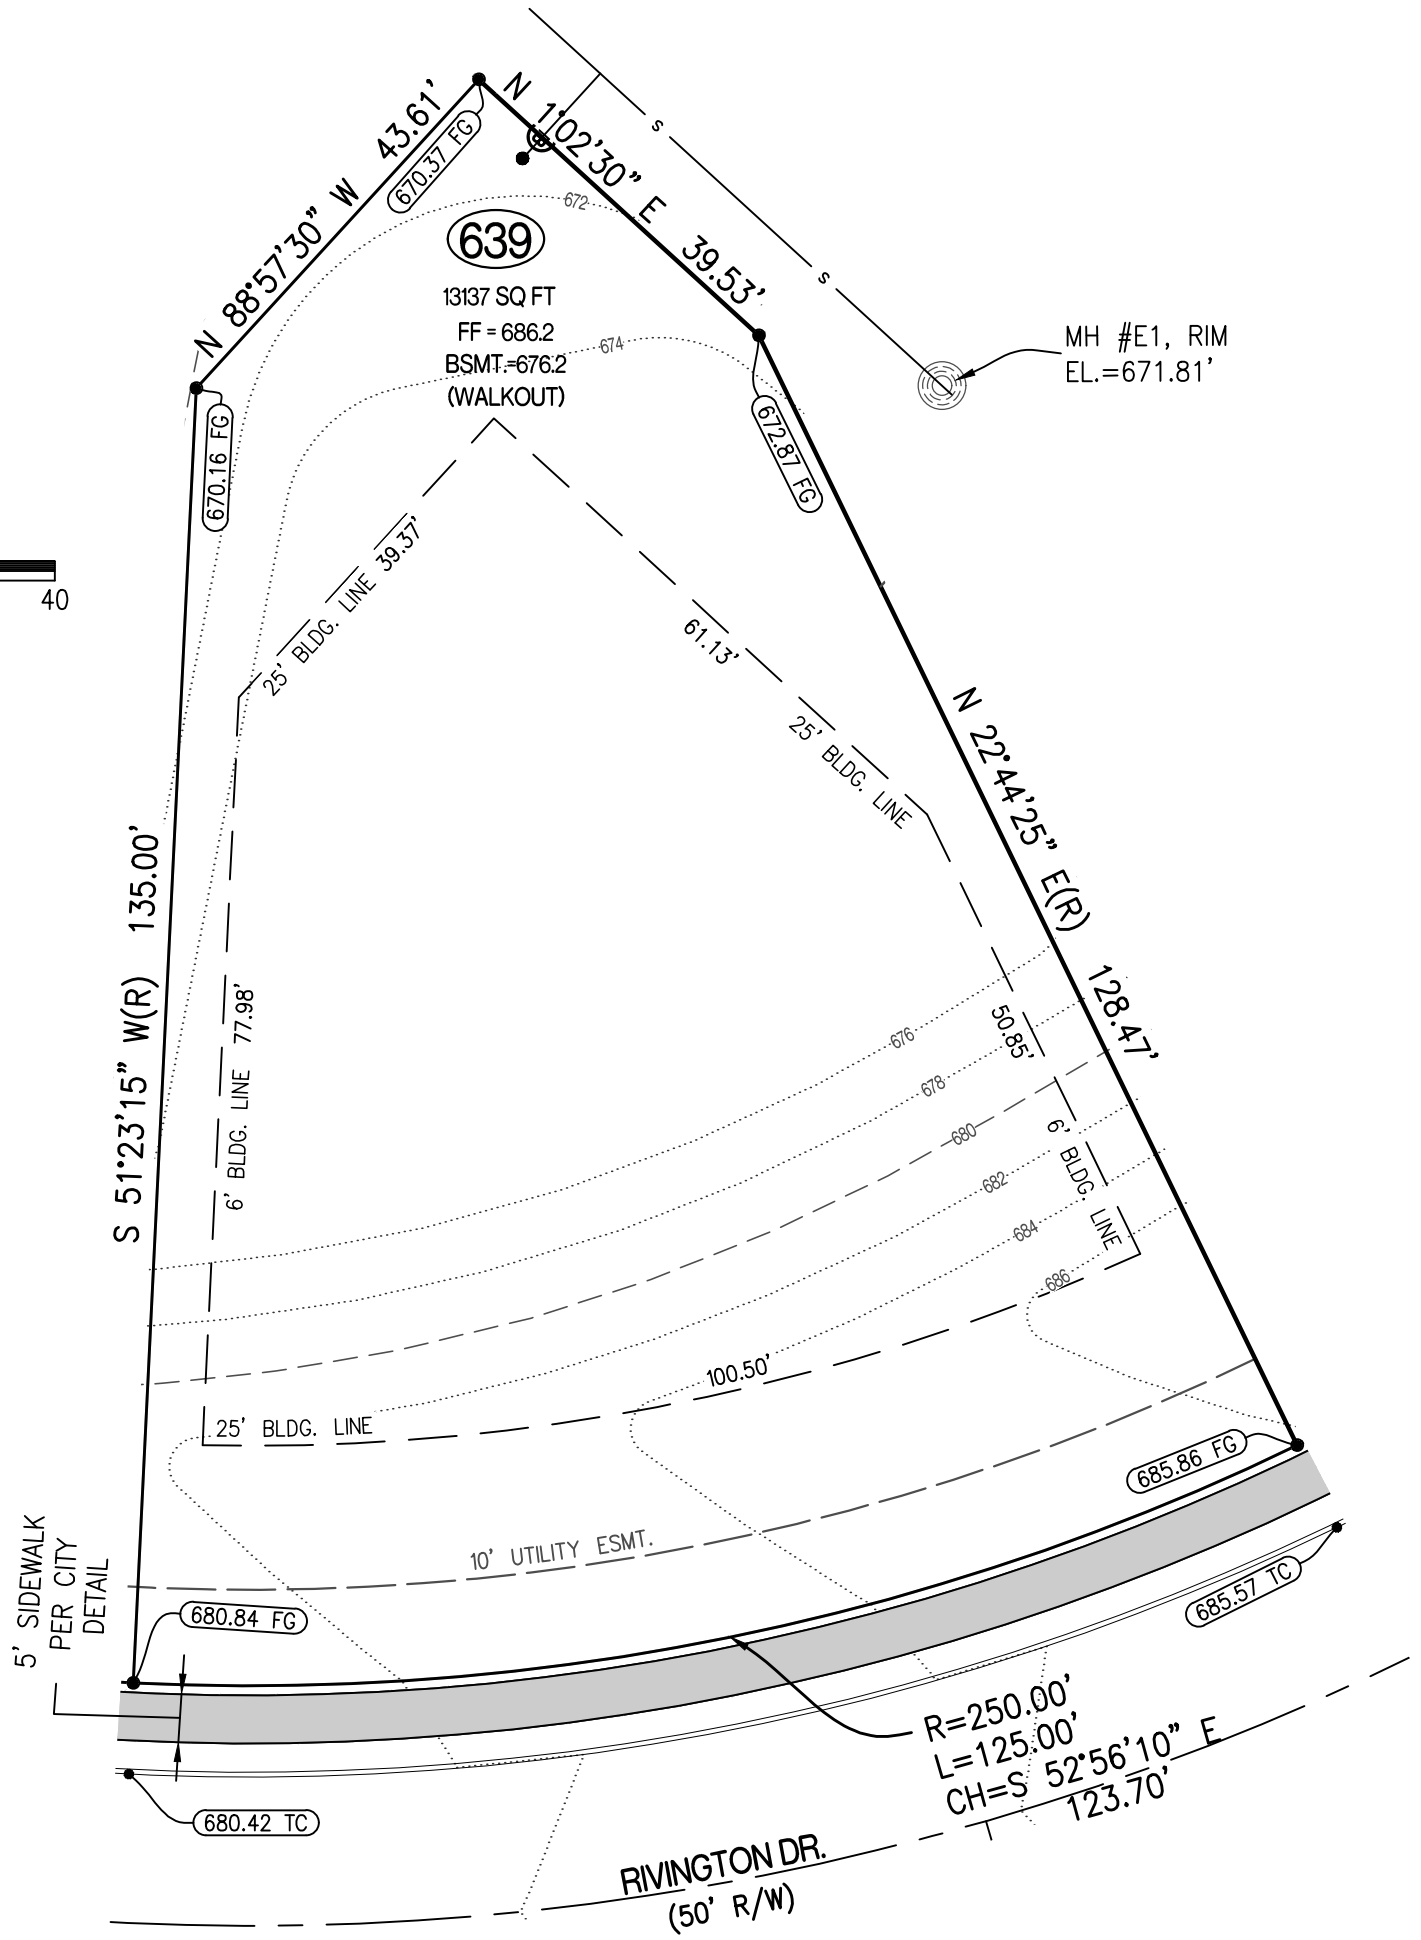 N 88°57'30" W 43.61'
670.37 FG
N 1°02'30" E 39.53'
s
s
672
639
13137 SQ FT
FF = 686.2
BSMT.=676.2
(WALKOUT)
674
MH #E1, RIM
EL.=671.81'
670.16 FG
672.87 FG
40
25' BLDG. LINE 39.37'
61.13'
25' BLDG. LINE
N 22°44'25" E(R) 128.47'
S 51°23'15" W(R) 135.00'
6' BLDG. LINE 77.98'
50.85'
6' BLDG. LINE
676
678
680
682
684
686
100.50'
25' BLDG. LINE
685.86 FG
10' UTILITY ESMT.
5' SIDEWALK
PER CITY
DETAIL
680.84 FG
685.57 TC
R=250.00'
L=125.00'
CH=S 52°56'10" E
123.70'
680.42 TC
RIVINGTON DR.
(50' R/W)